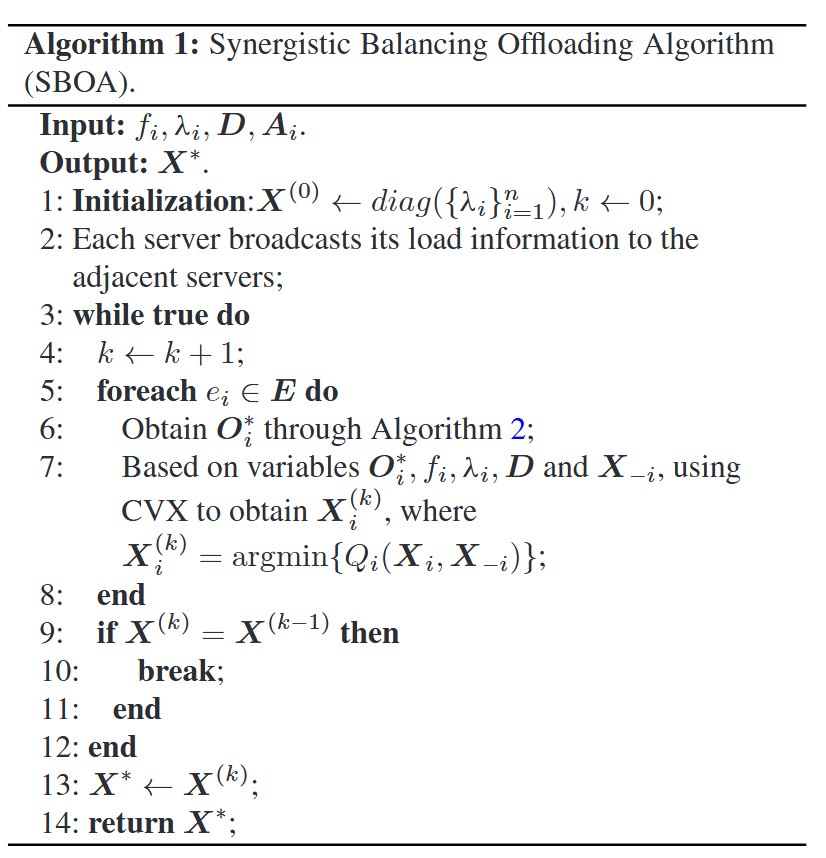 Algorithm 1: Synergistic Balancing Offloading Algorithm
(SBOA).
Input: $f_i, \lambda_i, \boldsymbol{D}, \boldsymbol{A}_i$.
Output: $\boldsymbol{X}^*$.
1: Initialization: $\boldsymbol{X}^{(0)} \leftarrow diag(\{\lambda_i\}_{i=1}^{n}), k \leftarrow 0$;
2: Each server broadcasts its load information to the
adjacent servers;
3: while true do
4: $k \leftarrow k + 1$;
5: foreach $e_i \in \boldsymbol{E}$ do
6: Obtain $\boldsymbol{O}_i^*$ through Algorithm 2;
7: Based on variables $\boldsymbol{O}_i^*, f_i, \lambda_i, \boldsymbol{D}$ and $\boldsymbol{X}_{-i}$, using
CVX to obtain $\boldsymbol{X}_i^{(k)}$, where
$\boldsymbol{X}_i^{(k)} = \mathrm{argmin}\{Q_i(\boldsymbol{X}_i, \boldsymbol{X}_{-i})\}$;
8: end
9: if $\boldsymbol{X}^{(k)} = \boldsymbol{X}^{(k-1)}$ then
10: break;
11: end
12: end
13: $\boldsymbol{X}^* \leftarrow \boldsymbol{X}^{(k)}$;
14: return $\boldsymbol{X}^*$;